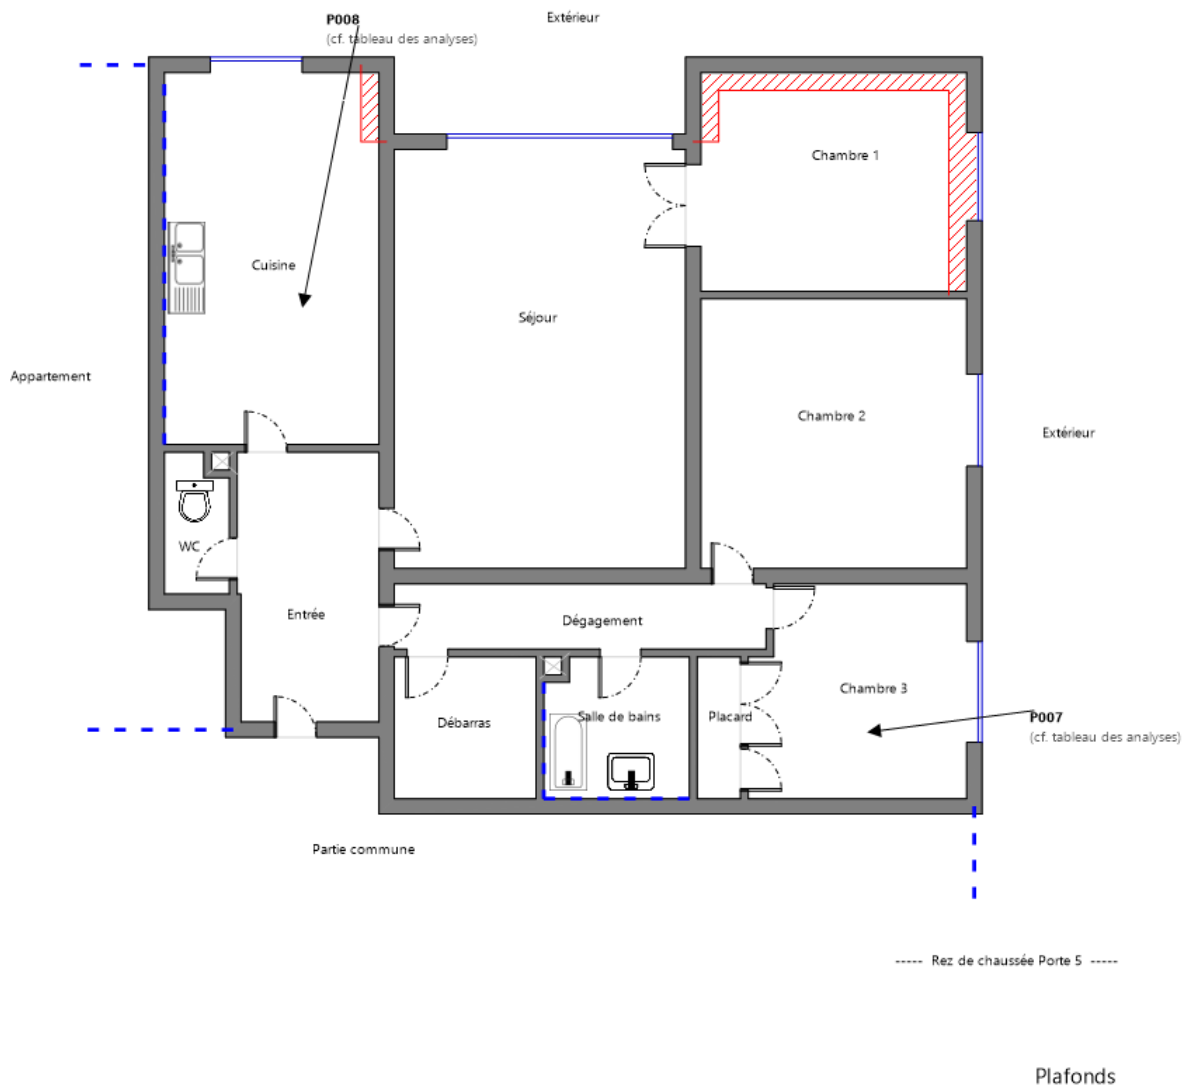 Extérieur
P008
(cf. tableau des analyses)
Chambre 1
Cuisine
Séjour
Appartement
Chambre 2
Extérieur
WC
Entrée
Dégagement
Chambre 3
Débarras
Salle de bains
Placard
P007
(cf. tableau des analyses)
Partie commune
----- Rez de chaussée Porte 5 -----
Plafonds